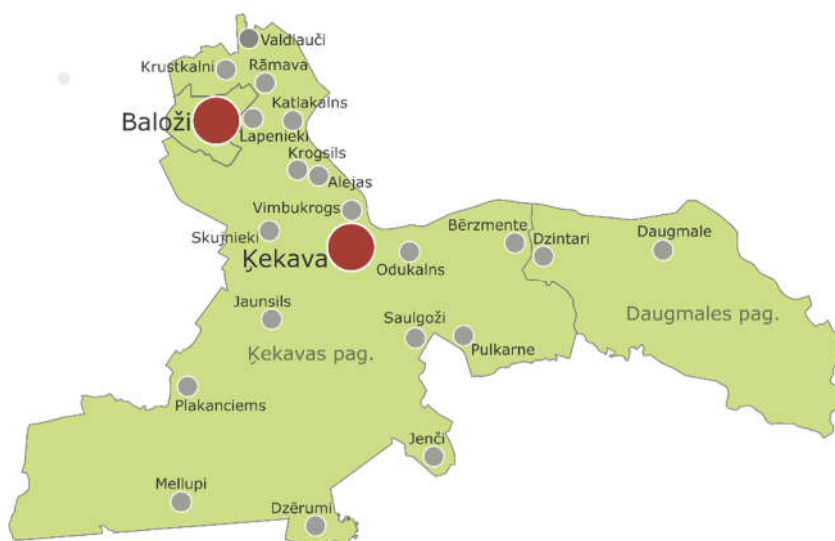 Valdlauči
Krustkalni
Rāmava
Baloži
Katlakalns
Lapenieki
Krogsils
Alejas
Vimbukrogs
Skujnieki
Ķekava
Odukalns
Bērzmente
Dzintari
Daugmale
Jaunsils
Saulgoži
Daugmales pag.
Ķekavas pag.
Pulkarne
Plakanciems
Jenči
Mellupi
Dzērumi